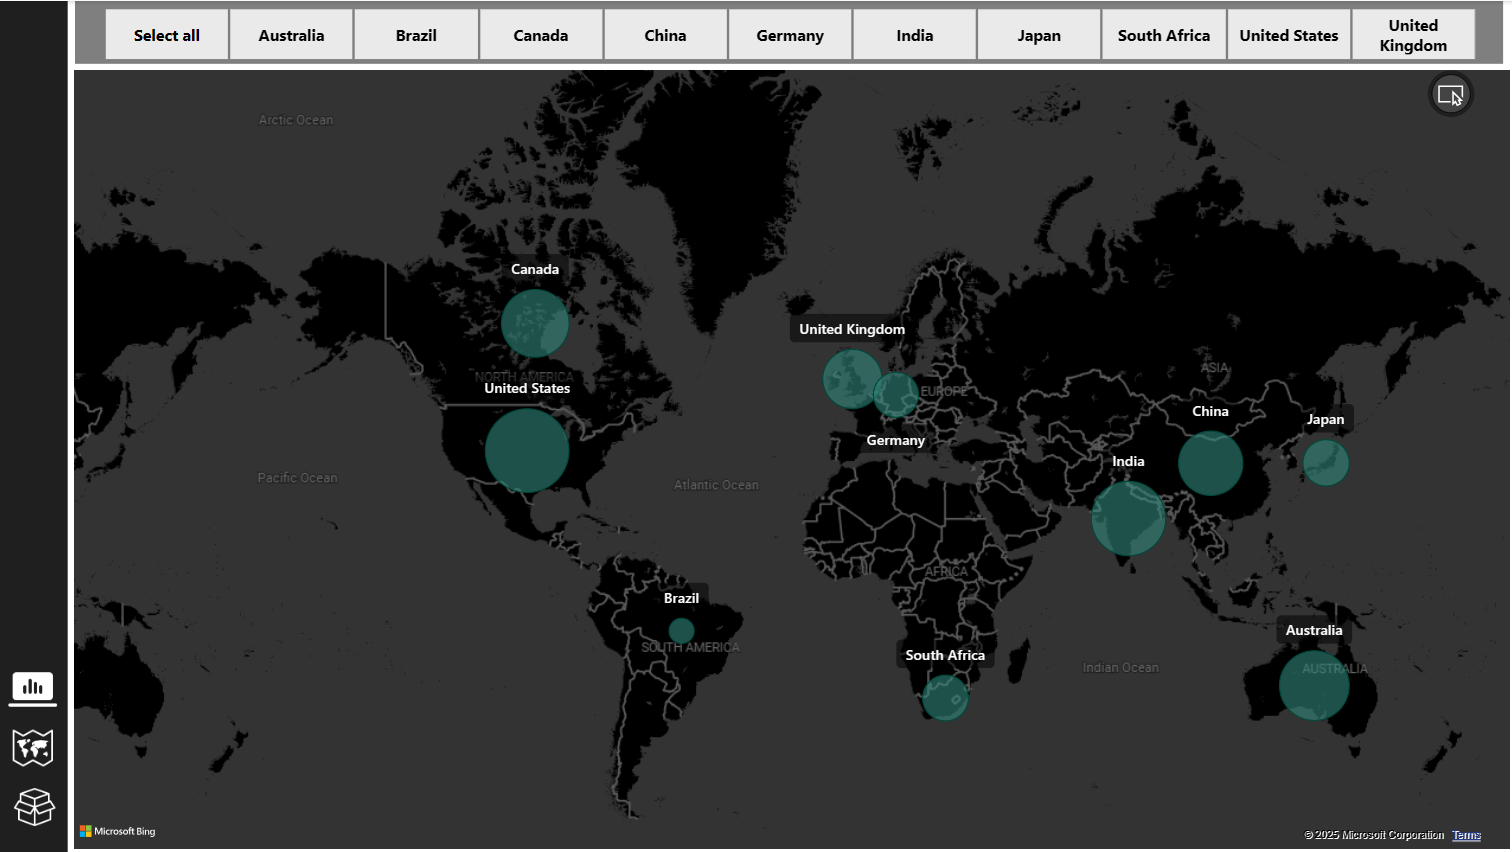 Select all
Australia
Brazil
Canada
China
Germany
India
Japan
South Africa
United States
United
Kingdom
Arctic Ocean
Canada
United Kingdom
NORTH AMERICA
United States
ASIA
EUROPE
China
Japan
Germany
India
Pacific Ocean
Atlantic Ocean
AFRICA
Brazil
SOUTH AMERICA
South Africa
Indian Ocean
Australia
AUSTRALIA
Microsoft Bing
© 2025 Microsoft Corporation Terms